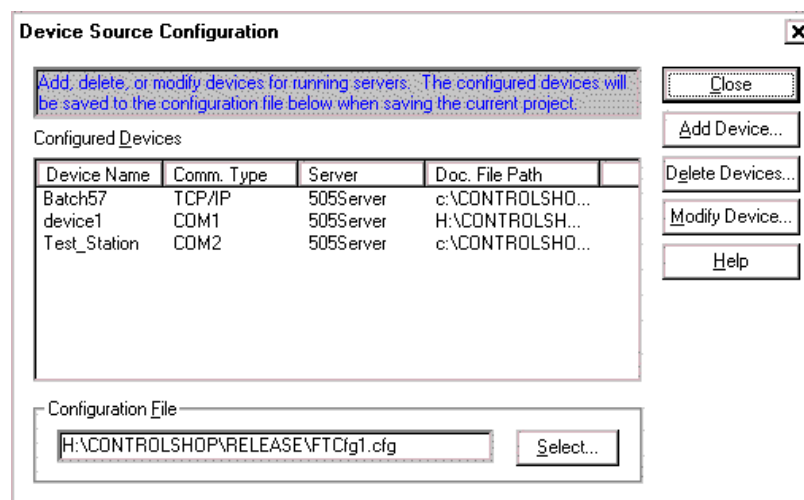 Device Source Configuration
Add, delete, or modify devices for running servers. The configured devices will
be saved to the configuration file below when saving the current project.
Close
Configured Devices
Add Device...
Device Name Comm. Type Server Doc. File Path
Delete Devices...
Batch57 TCP/IP 505Server c:\CONTROLSHO...
device1 COM1 505Server H:\CONTROLSH...
Modify Device...
Test_Station COM2 505Server c:\CONTROLSHO...
Help
Configuration File
H:\CONTROLSHOP\RELEASE\FTCfg1.cfg
Select...